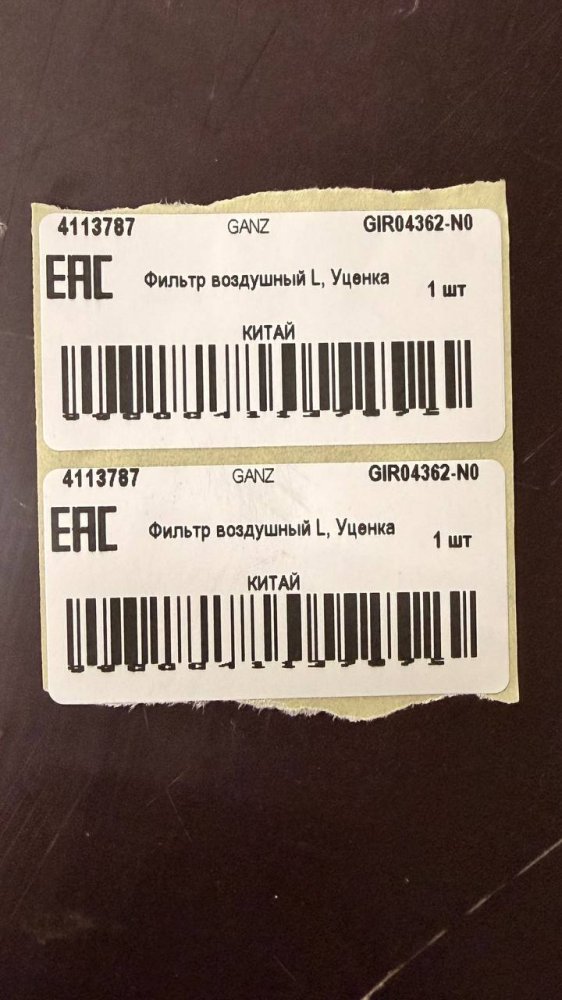 4113787 GANZ GIR04362-N0
EAC Фильтр воздушный L, Уценка 1 шт
КИТАЙ
4113787 GANZ GIR04362-N0
EAC Фильтр воздушный L, Уценка 1 шт
КИТАЙ